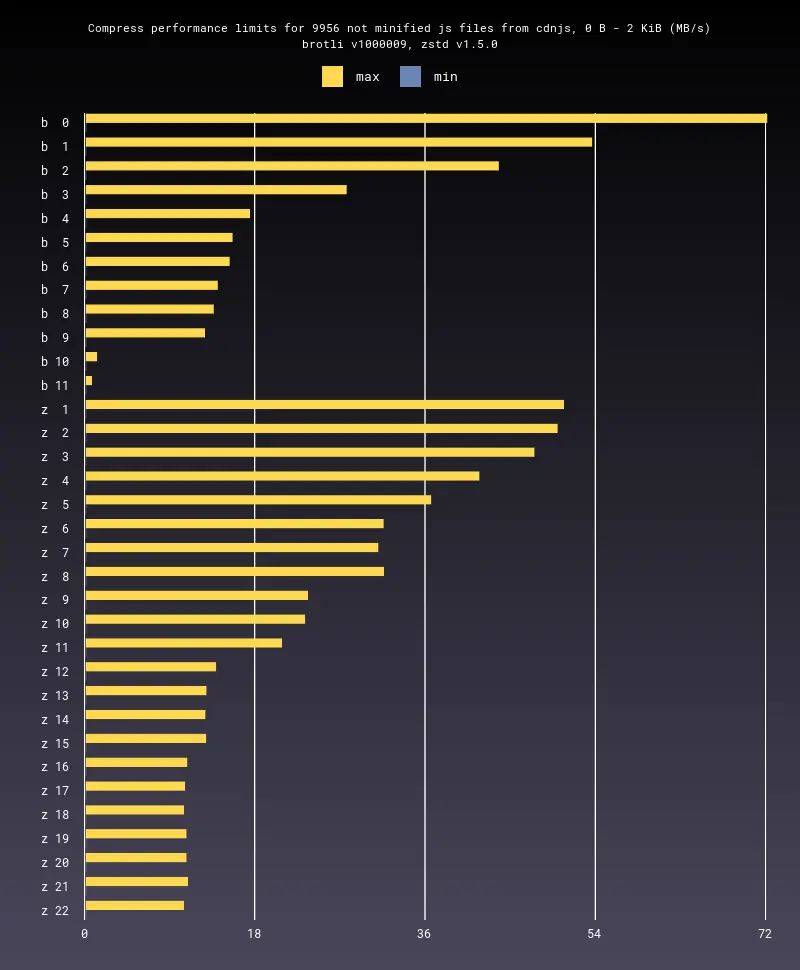 Compress performance limits for 9956 not minified js files from cdnjs, 0 B - 2 KiB (MB/s)
brotli v1000009, zstd v1.5.0
max min
b 0
b 1
b 2
b 3
b 4
b 5
b 6
b 7
b 8
b 9
b 10
b 11
z 1
z 2
z 3
z 4
z 5
z 6
z 7
z 8
z 9
z 10
z 11
z 12
z 13
z 14
z 15
z 16
z 17
z 18
z 19
z 20
z 21
z 22
0 18 36 54 72